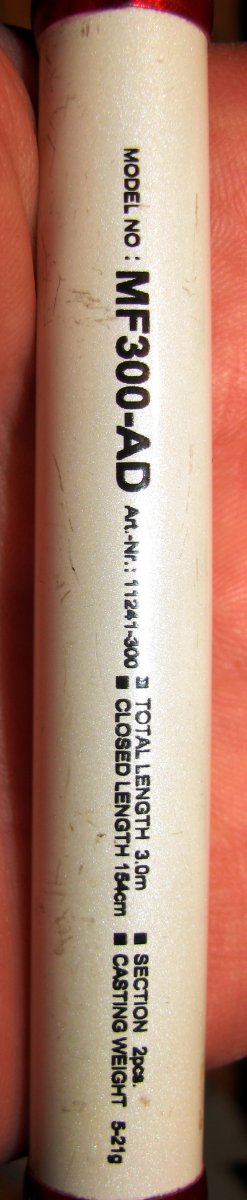 MODEL NO : MF300-AD Art.-Nr.: 11241-300
■ TOTAL LENGTH 3.0m ■ SECTION 2pcs.
■ CLOSED LENGTH 154cm ■ CASTING WEIGHT 5-21g